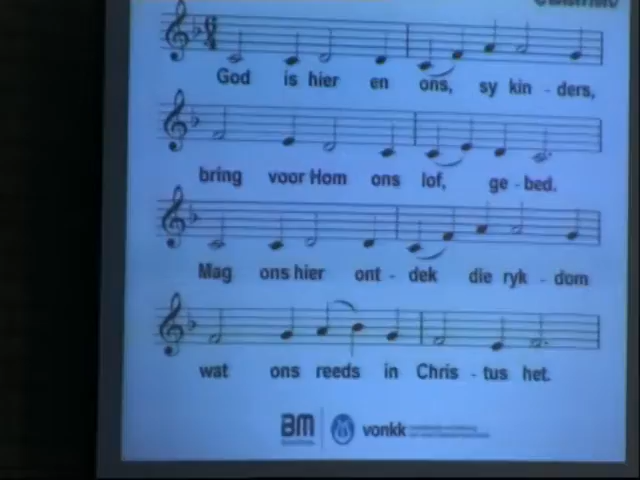 God is hier en ons, sy kin - ders,
bring voor Hom ons lof, ge - bed.
Mag ons hier ont - dek die ryk - dom
wat ons reeds in Chris - tus het.
BM vonkk